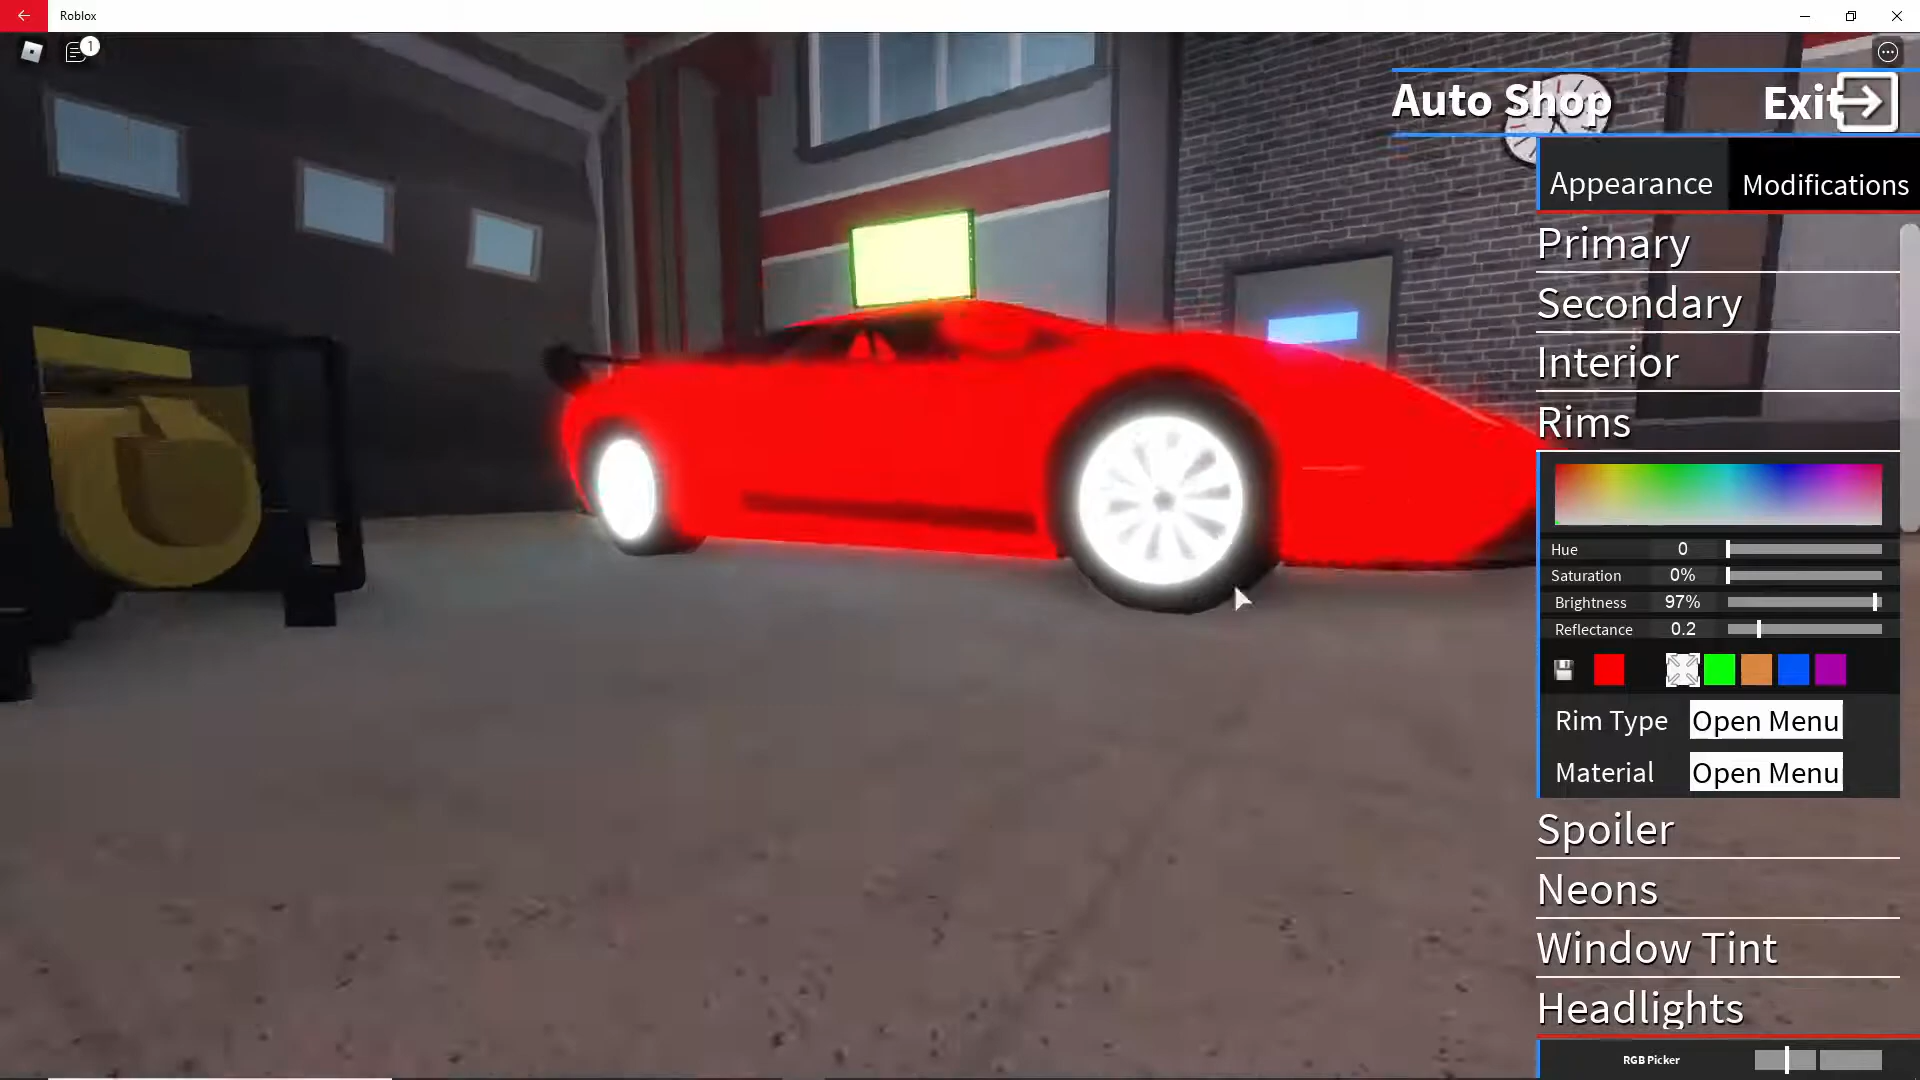 Roblox
1
Auto Shop
Exit
Appearance
Modifications
Primary
Secondary
Interior
Rims
Hue 0
Saturation 0%
Brightness 97%
Reflectance 0.2
Rim Type Open Menu
Material Open Menu
Spoiler
Neons
Window Tint
Headlights
RGB Picker